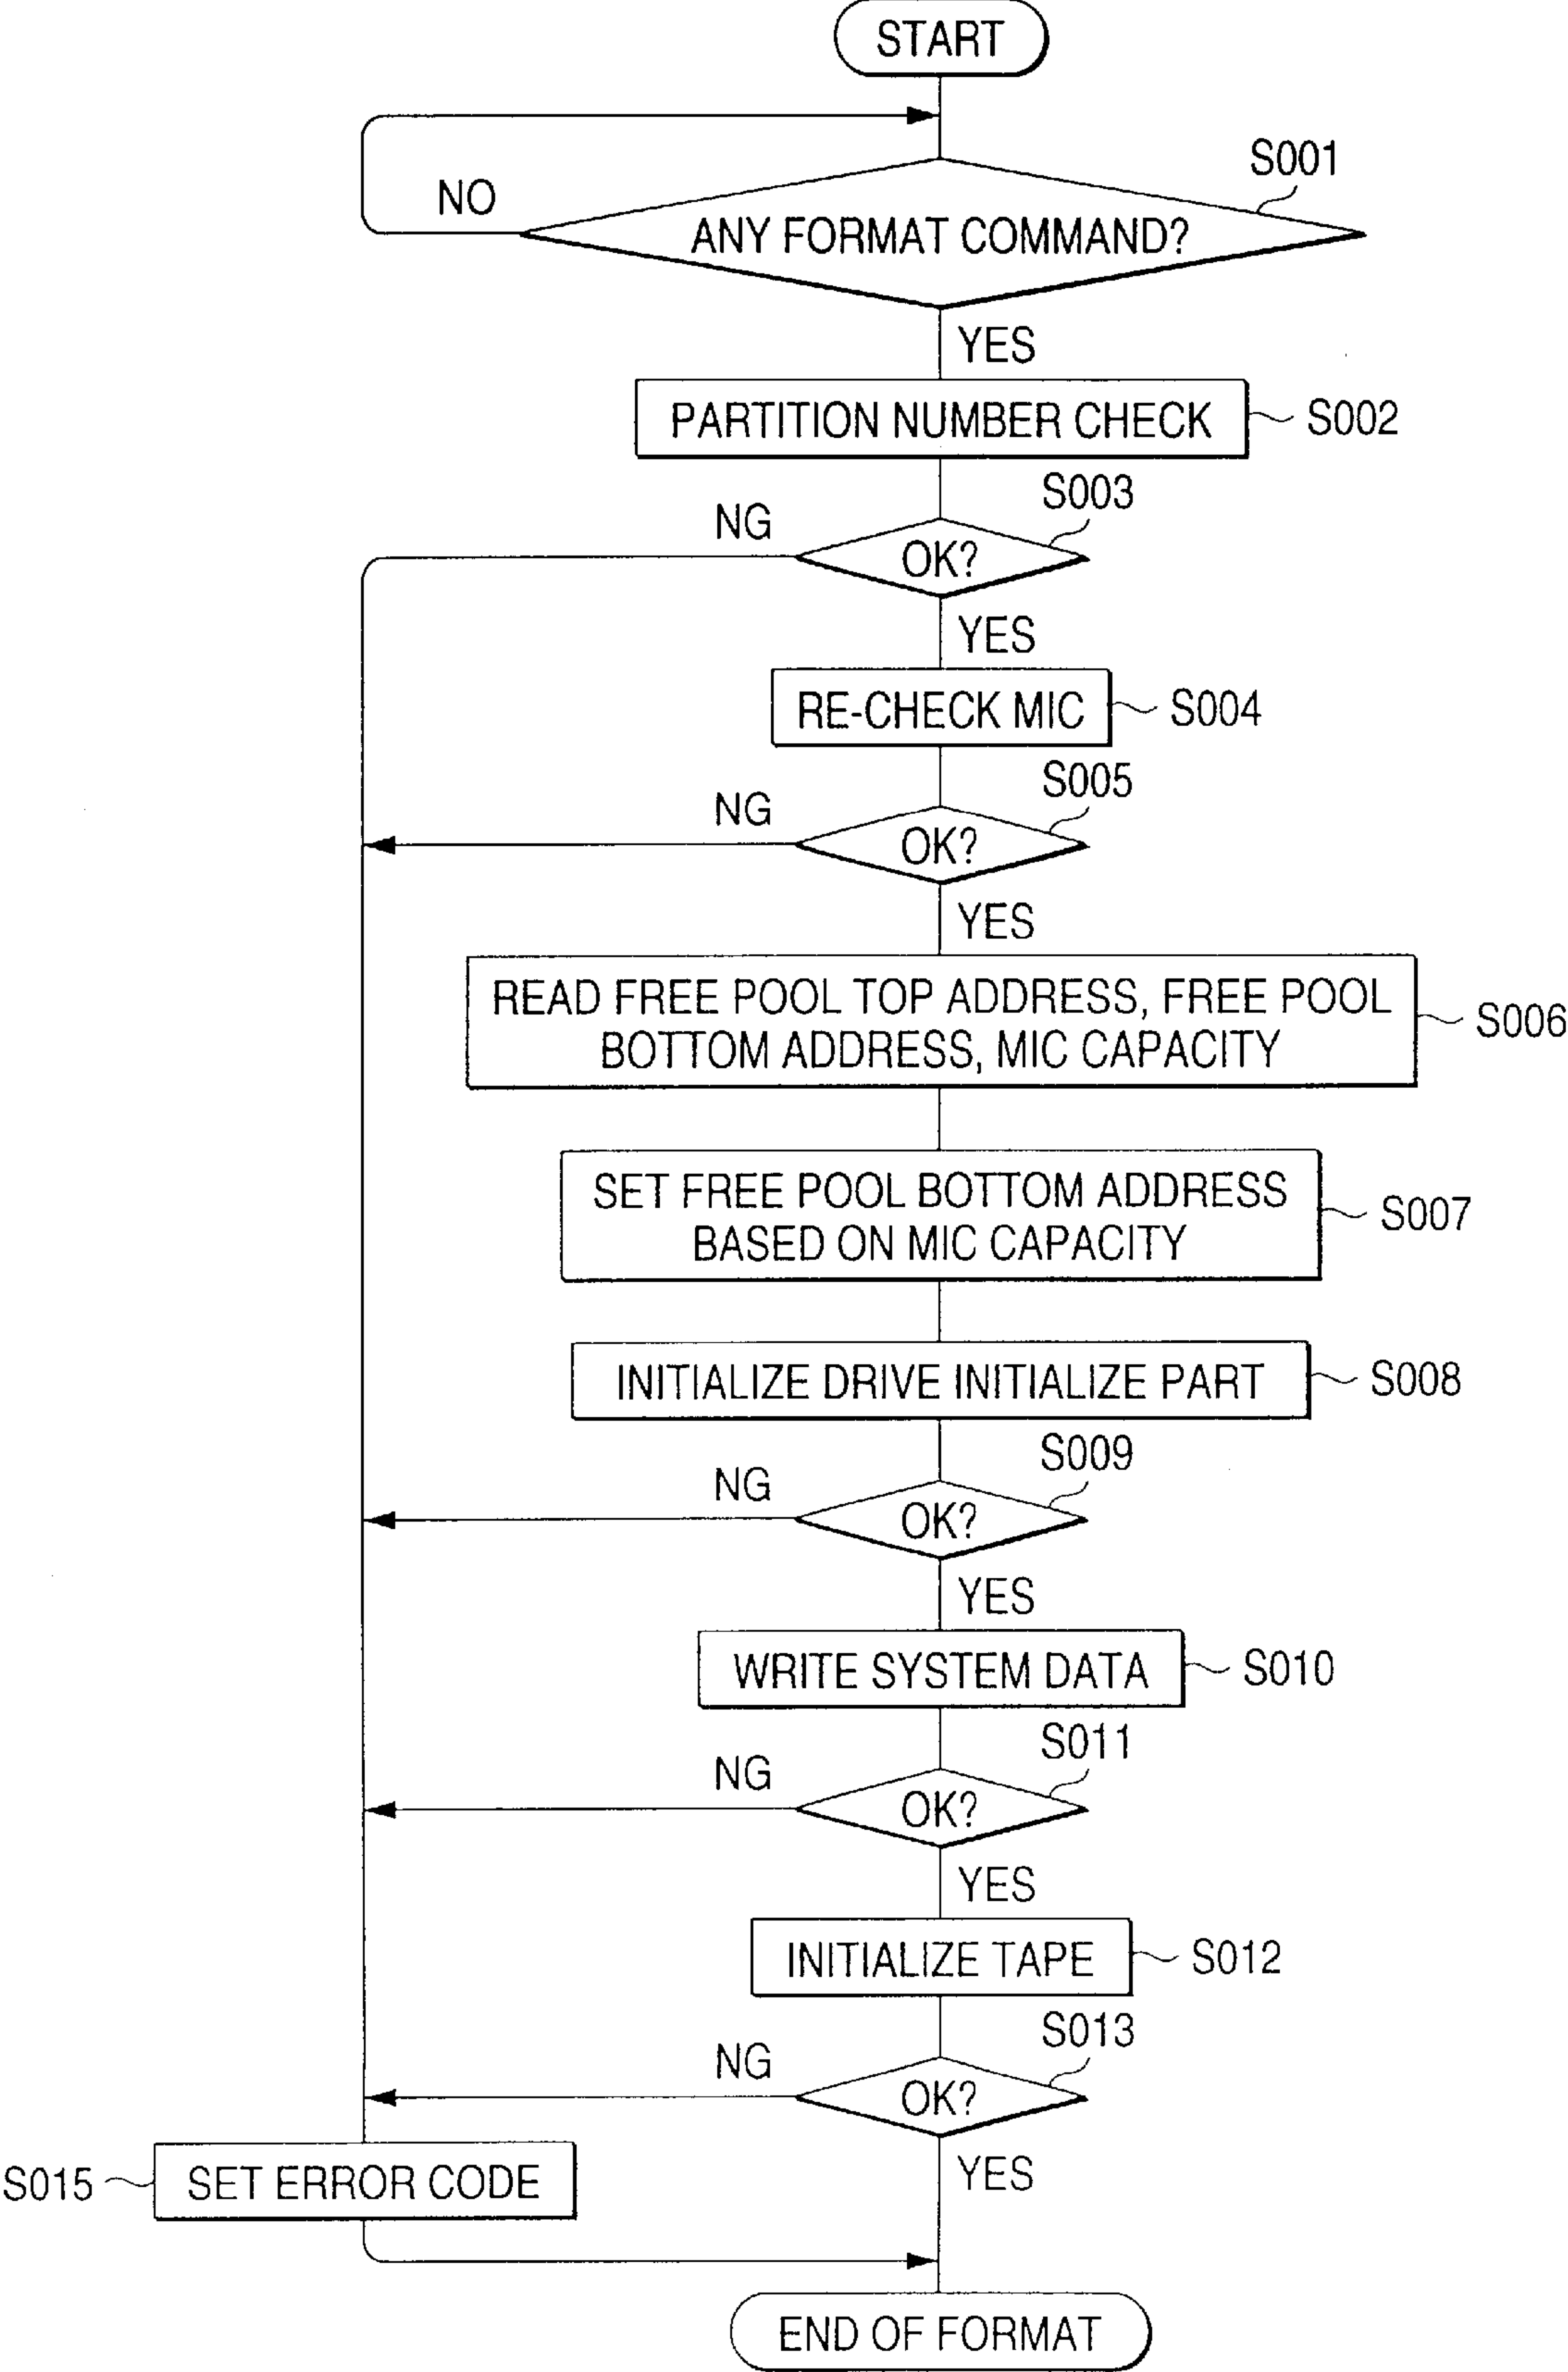 START
S001
NO
ANY FORMAT COMMAND?
YES
PARTITION NUMBER CHECK
S002
S003
NG
OK?
YES
RE-CHECK MIC
S004
S005
NG
OK?
YES
READ FREE POOL TOP ADDRESS, FREE POOL
BOTTOM ADDRESS, MIC CAPACITY
S006
SET FREE POOL BOTTOM ADDRESS
BASED ON MIC CAPACITY
S007
INITIALIZE DRIVE INITIALIZE PART
S008
S009
NG
OK?
YES
WRITE SYSTEM DATA
S010
S011
NG
OK?
YES
INITIALIZE TAPE
S012
S013
NG
OK?
YES
S015
SET ERROR CODE
END OF FORMAT